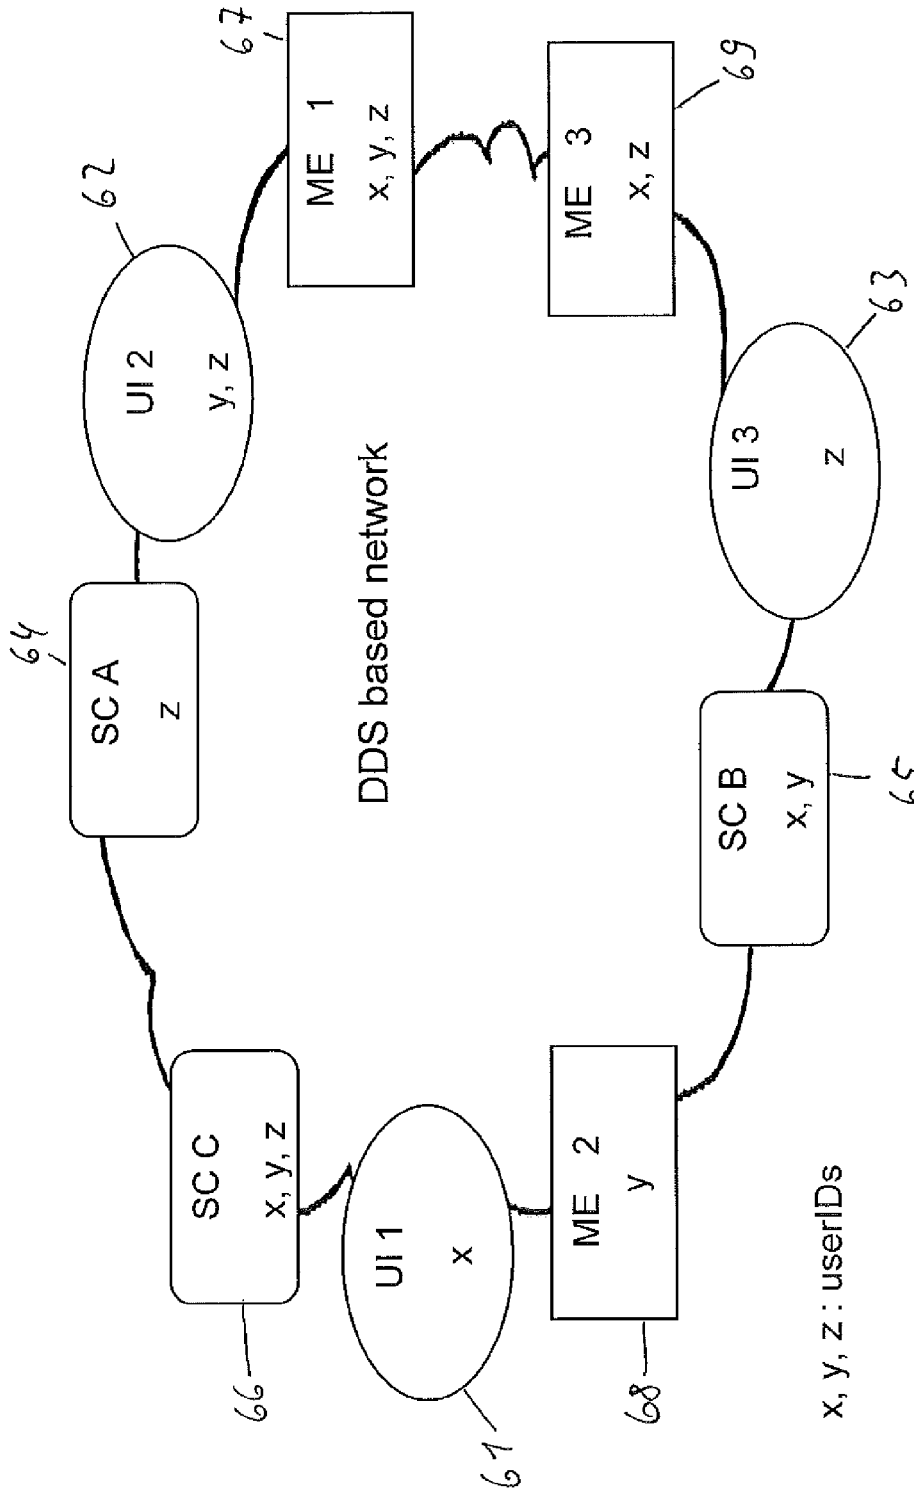 64
SC A
z
62
UI 2
y, z
66
SC C
x, y, z
67
ME 1
x, y, z
DDS based network
61
UI 1
x
68
ME 2
y
69
ME 3
x, z
65
SC B
x, y
63
UI 3
z
x, y, z : userIDs